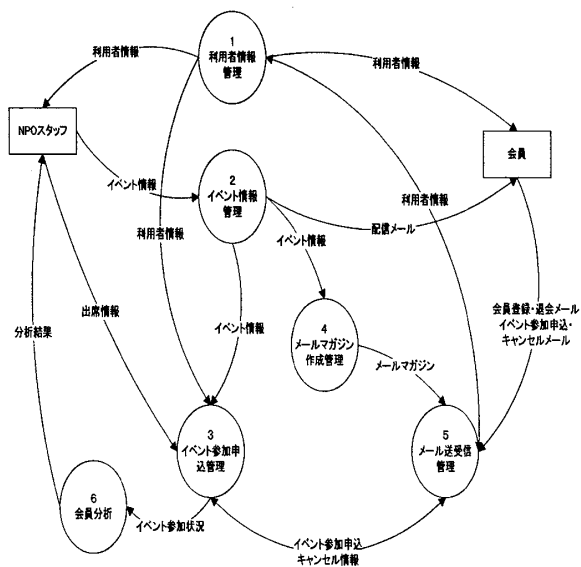 1
利用者情報
管理
利用者情報
利用者情報
NPOスタッフ
会員
イベント情報
2
イベント情報
管理
利用者情報
配信メール
利用者情報
イベント情報
出席情報
イベント情報
分析結果
4
メールマガジン
作成管理
会員登録・退会メール
イベント参加申込・
キャンセルメール
メールマガジン
3
イベント参加申
込管理
5
メール送受信
管理
6
会員分析
イベント参加状況
イベント参加申込
キャンセル情報